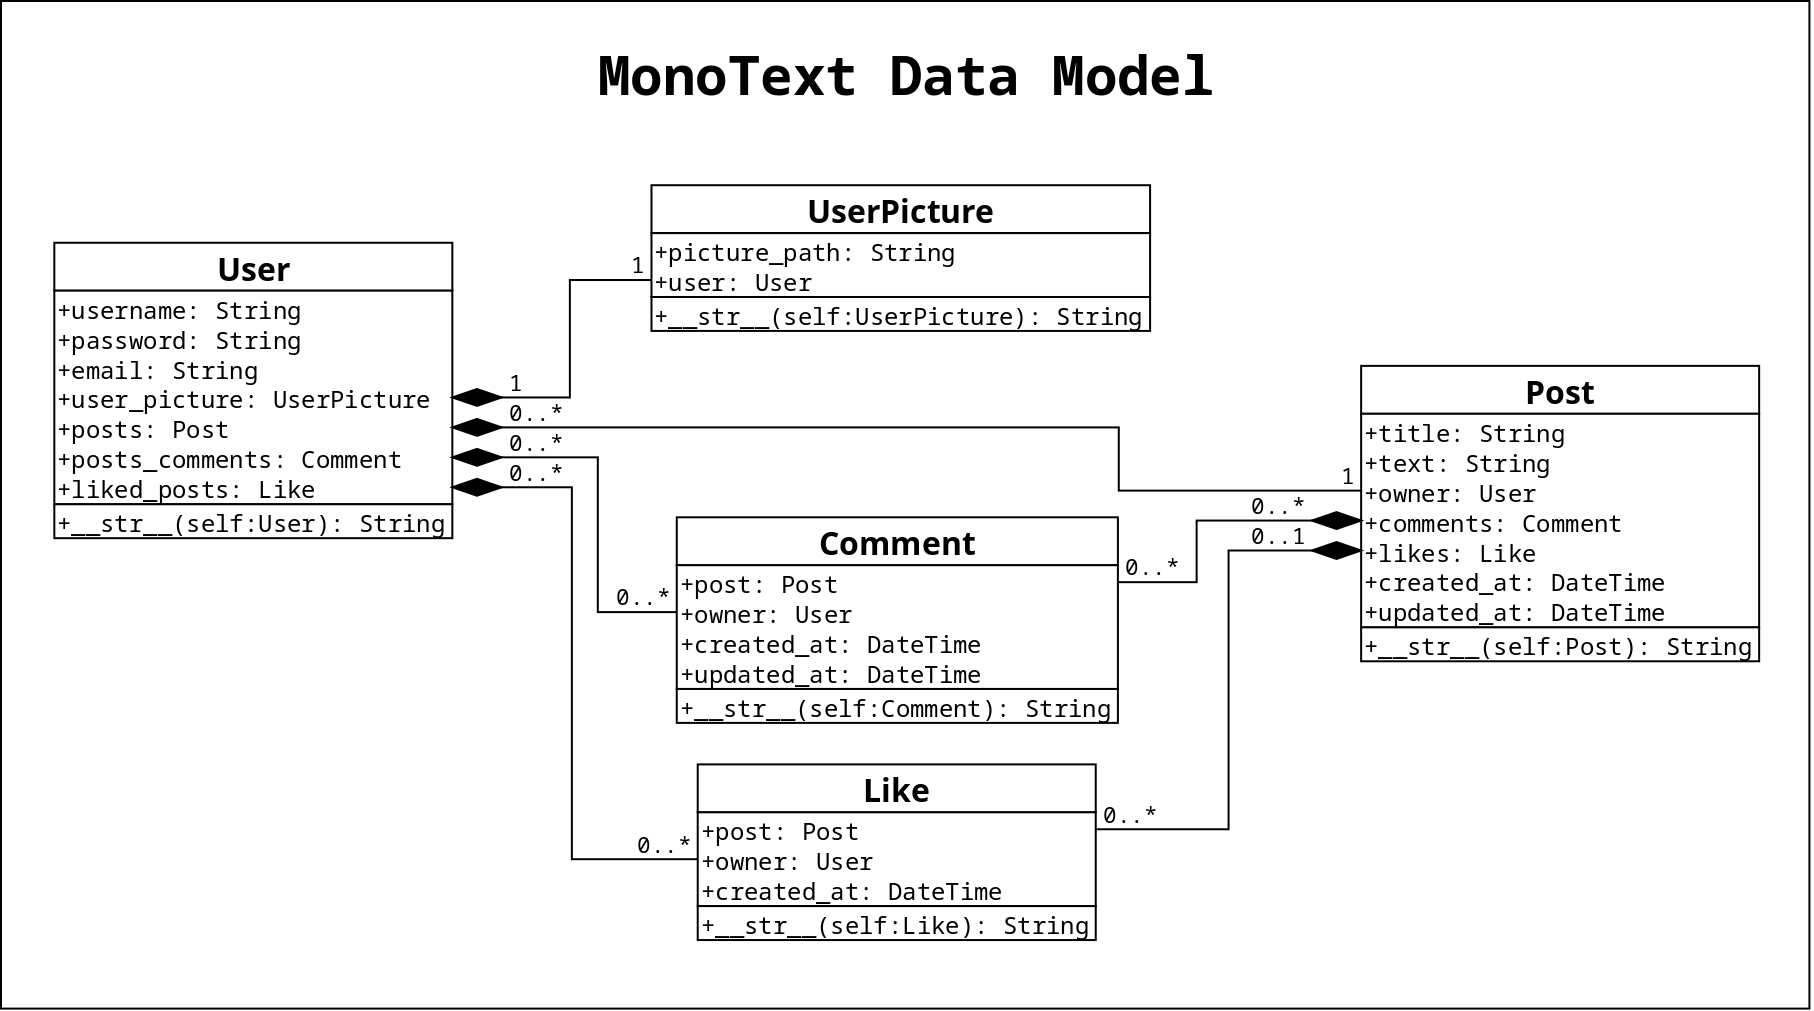 MonoText Data Model
User
+username: String
+password: String
+email: String
+user_picture: UserPicture
+posts: Post
+posts_comments: Comment
+liked_posts: Like
+__str__(self:User): String
1
0..*
0..*
0..*
UserPicture
+picture_path: String
+user: User
+__str__(self:UserPicture): String
1
Post
+title: String
+text: String
+owner: User
+comments: Comment
+likes: Like
+created_at: DateTime
+updated_at: DateTime
+__str__(self:Post): String
1
0..*
0..1
Comment
+post: Post
+owner: User
+created_at: DateTime
+updated_at: DateTime
+__str__(self:Comment): String
0..*
0..*
Like
+post: Post
+owner: User
+created_at: DateTime
+__str__(self:Like): String
0..*
0..*